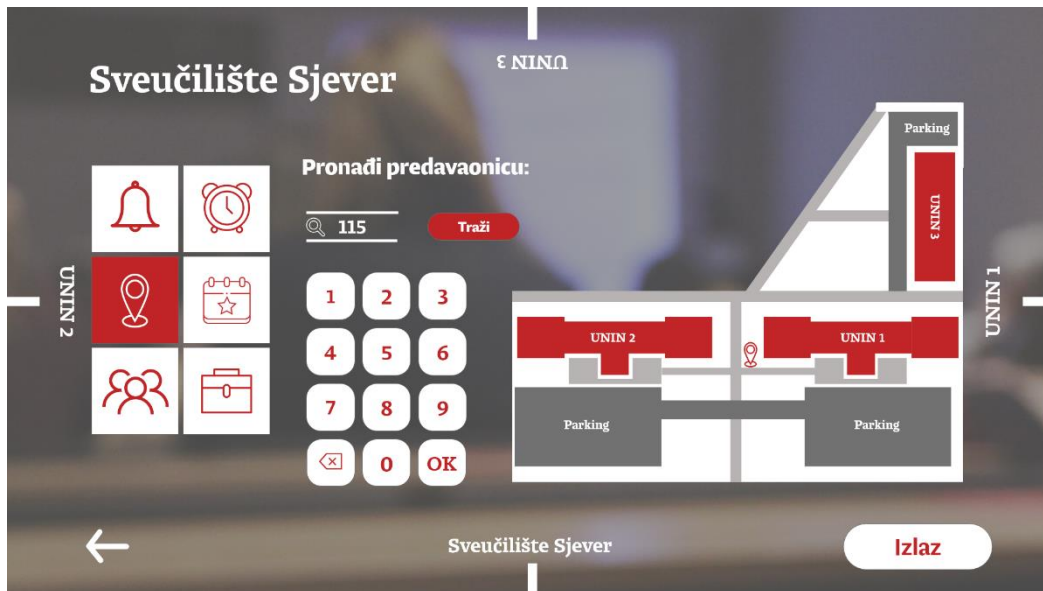 UNIN 3
Sveučilište Sjever
Parking
Pronađi predavaonicu:
115
Traži
UNIN 3
UNIN 2
UNIN 1
1 2 3
UNIN 2
UNIN 1
4 5 6
7 8 9
Parking
Parking
0 OK
Sveučilište Sjever
Izlaz